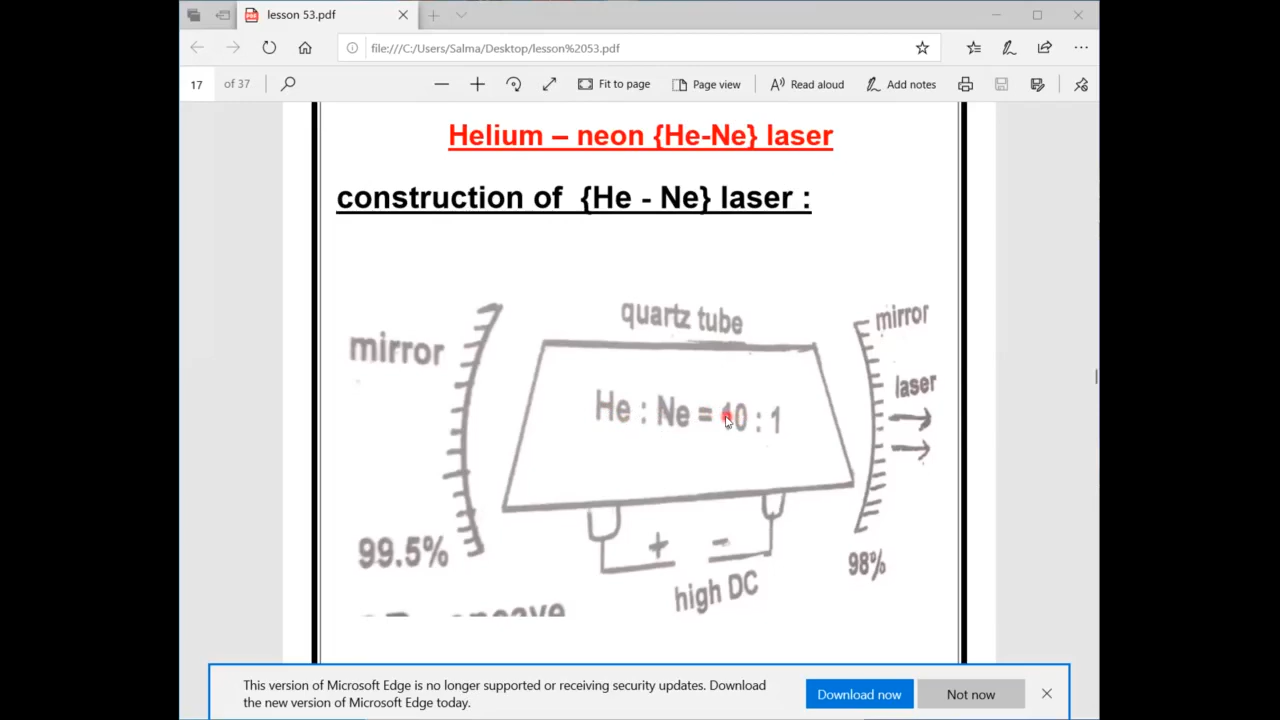 lesson 53.pdf
file:///C:/Users/Salma/Desktop/lesson%2053.pdf
17 of 37
Fit to page
Page view
Read aloud
Add notes
Helium – neon {He-Ne} laser
construction of {He - Ne} laser :
quartz tube
mirror
mirror
laser
He : Ne = 10 : 1
99.5%
+ -
high DC
98%
This version of Microsoft Edge is no longer supported or receiving security updates. Download
the new version of Microsoft Edge today.
Download now
Not now